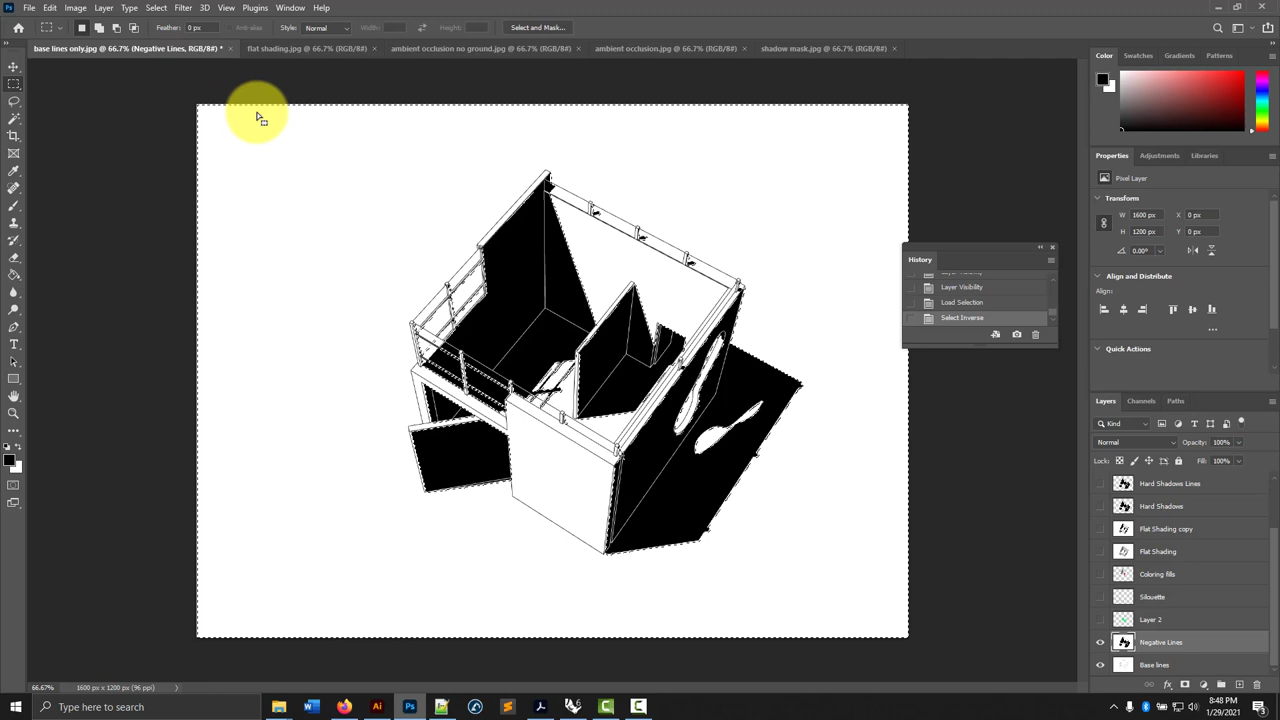 File Edit Image Layer Type Select Filter 3D View Plugins Window Help
Feather: 0 px Anti-alias Style: Normal Width: Height: Select and Mask...
base lines only.jpg @ 66.7% (Negative Lines, RGB/8#) * × flat shading.jpg @ 66.7% (RGB/8#) × ambient occlusion no ground.jpg @ 66.7% (RGB/8#) × ambient occlusion.jpg @ 66.7% (RGB/8#) × shadow mask.jpg @ 66.7% (RGB/8#) ×
Color Swatches Gradients Patterns
Properties Adjustments Libraries
Pixel Layer
Transform
W 1600 px X 0 px
H 1200 px Y 0 px
0.00°
Align and Distribute
Align:
Quick Actions
History
Layer Visibility
Load Selection
Select Inverse
Layers Channels Paths
Kind
Normal Opacity: 100%
Lock: Fill: 100%
Hard Shadows Lines
Hard Shadows
Flat Shading copy
Flat Shading
Coloring fills
Silouette
Layer 2
Negative Lines
Base lines
66.67% 1600 px x 1200 px (96 ppi)
Type here to search
8:48 PM
1/29/2021